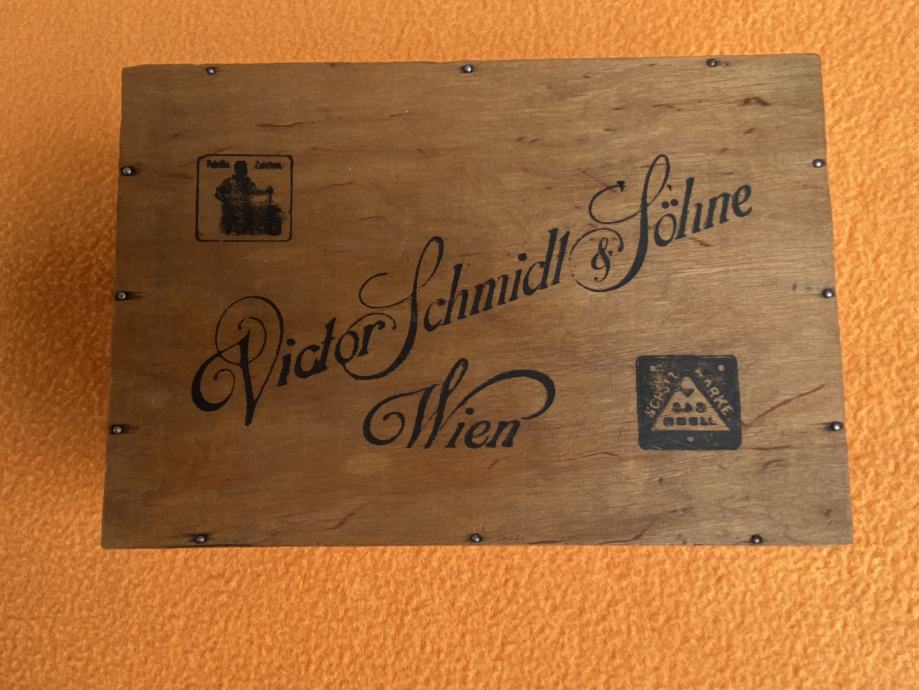 Fabriks Zeichen
Victor Schmidt & Söhne
Wien
SCHUTZ MARKE